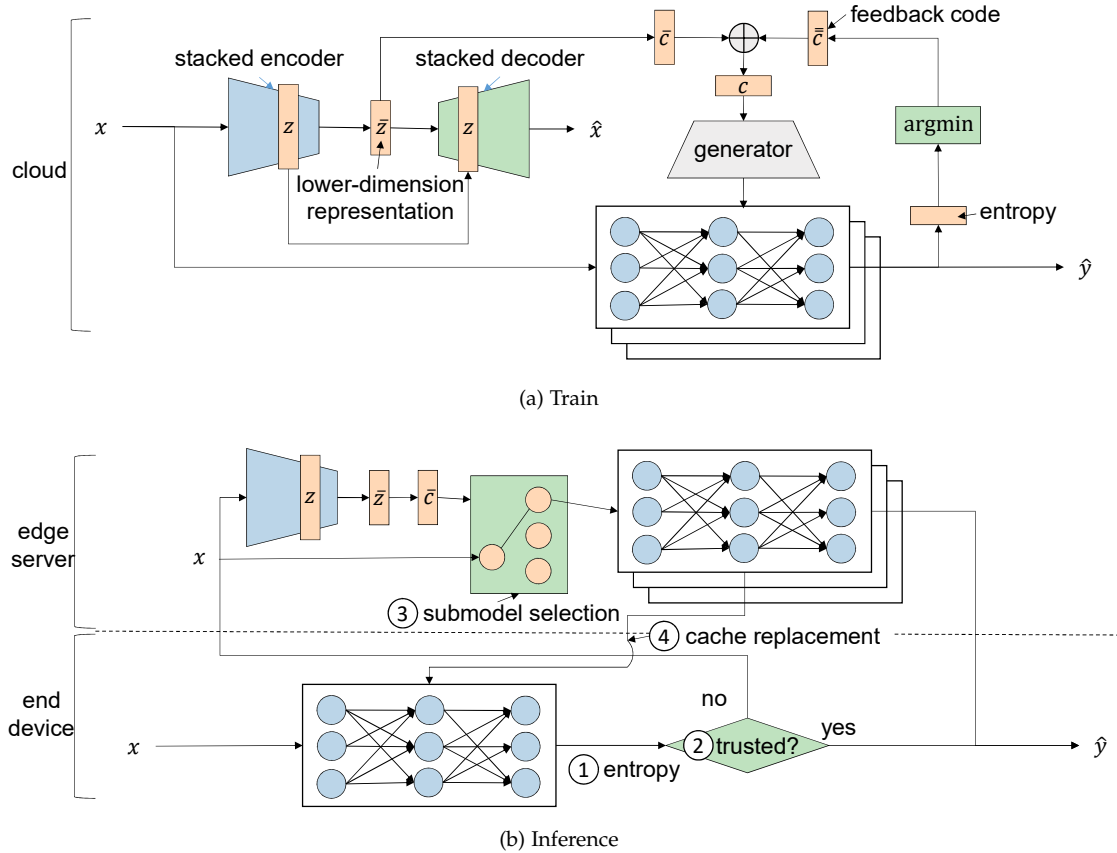 feedback code
c̄
c̿
stacked encoder
stacked decoder
c
x
z
z̄
z
x̂
argmin
generator
cloud
lower-dimension
representation
entropy
ŷ
(a) Train
z
z̄
c̄
edge
server
x
3 submodel selection
4 cache replacement
no
end
device
yes
x
2 trusted?
ŷ
1 entropy
(b) Inference